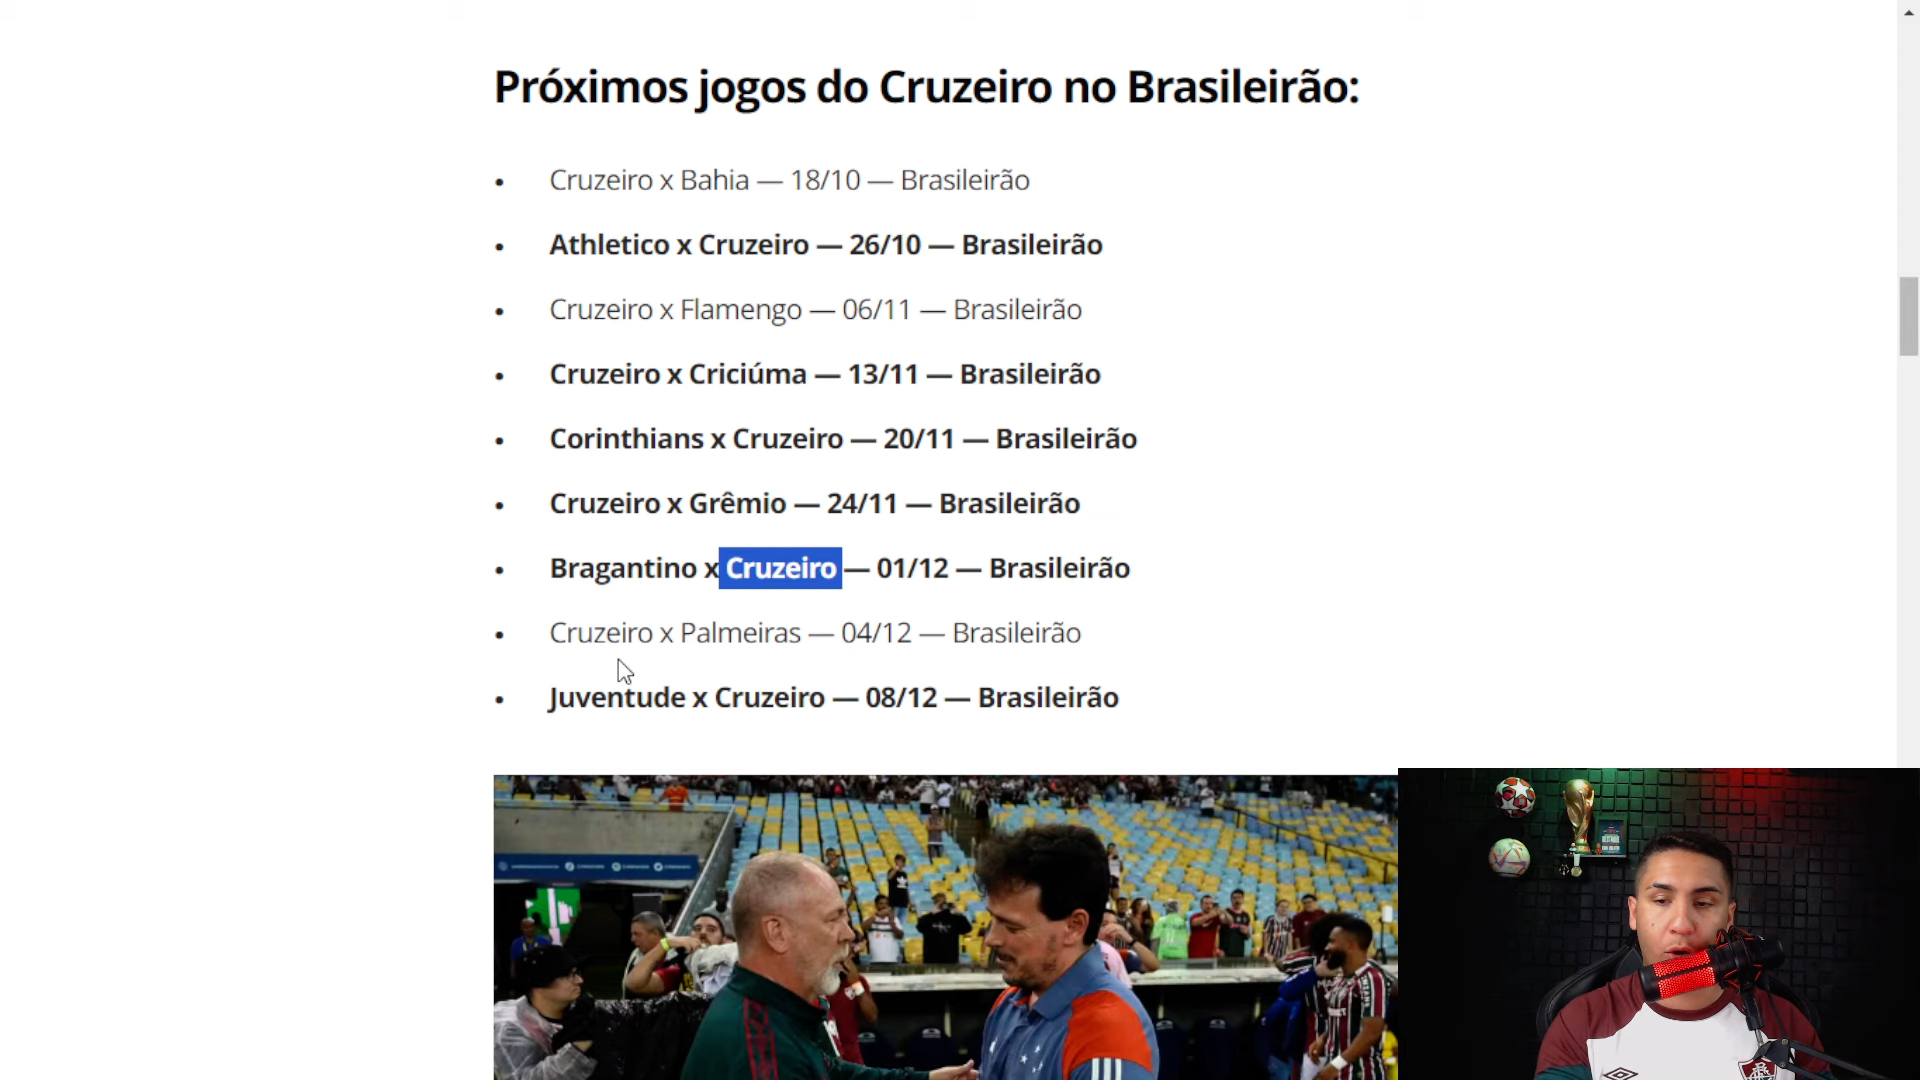 Próximos jogos do Cruzeiro no Brasileirão:
• Cruzeiro x Bahia — 18/10 — Brasileirão
• Athletico x Cruzeiro — 26/10 — Brasileirão
• Cruzeiro x Flamengo — 06/11 — Brasileirão
• Cruzeiro x Criciúma — 13/11 — Brasileirão
• Corinthians x Cruzeiro — 20/11 — Brasileirão
• Cruzeiro x Grêmio — 24/11 — Brasileirão
• Bragantino x Cruzeiro — 01/12 — Brasileirão
• Cruzeiro x Palmeiras — 04/12 — Brasileirão
• Juventude x Cruzeiro — 08/12 — Brasileirão